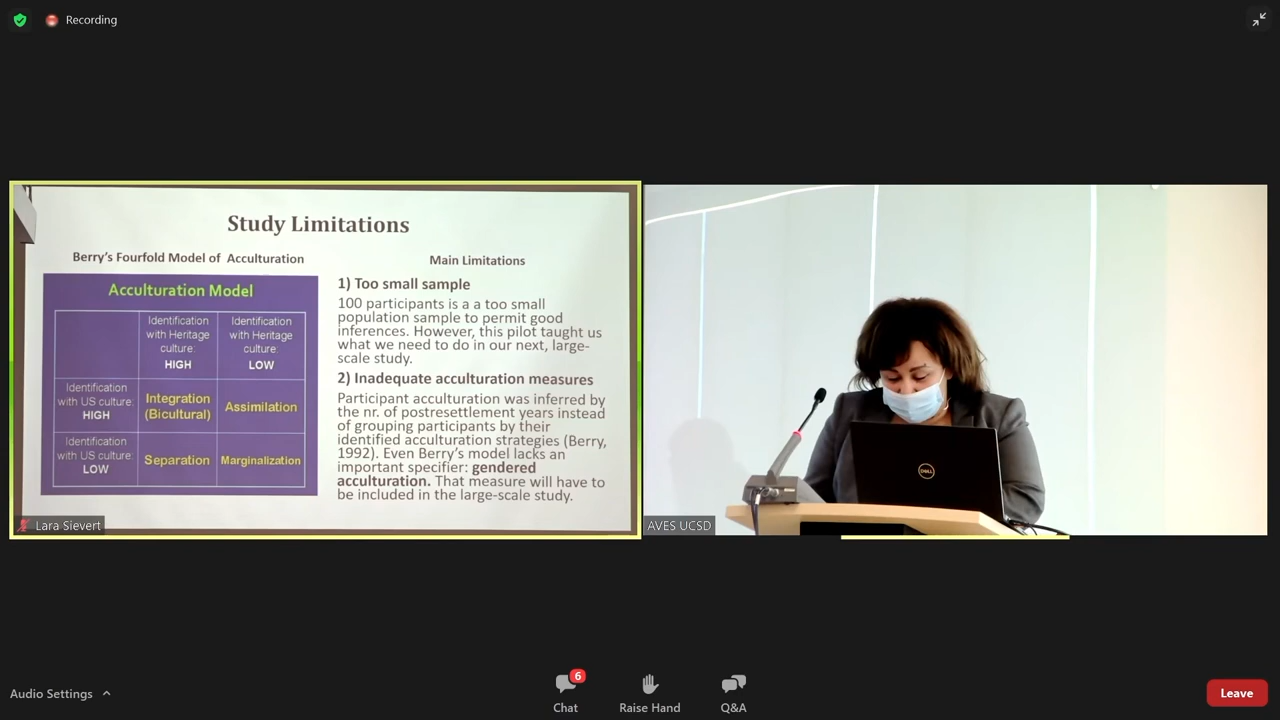 Recording
Study Limitations
Berry's Fourfold Model of Acculturation
Acculturation Model
Identification
with Heritage
culture:
HIGH
Identification
with Heritage
culture:
LOW
Identification
with US culture:
HIGH
Integration
(Bicultural)
Assimilation
Identification
with US culture:
LOW
Separation
Marginalization
Main Limitations
1) Too small sample
100 participants is a a too small
population sample to permit good
inferences. However, this pilot taught us
what we need to do in our next, large-
scale study.
2) Inadequate acculturation measures
Participant acculturation was inferred by
the nr. of postresettlement years instead
of grouping participants by their
identified acculturation strategies (Berry,
1992). Even Berry's model lacks an
important specifier: gendered
acculturation. That measure will have to
be included in the large-scale study.
Lara Sievert
AVES UCSD
DELL
Audio Settings
6
Chat
Raise Hand
Q&A
Leave